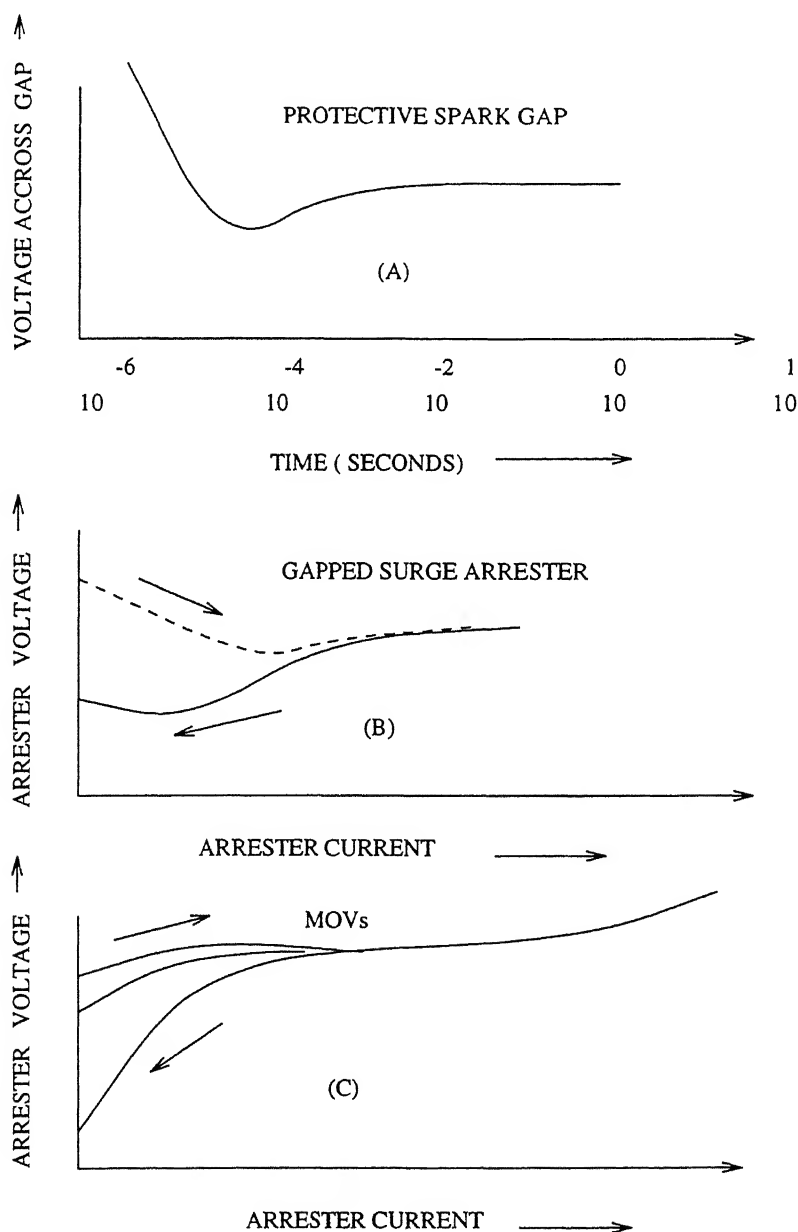 VOLTAGE ACCROSS GAP
PROTECTIVE SPARK GAP
(A)
-6 -4 -2 0 1
10 10 10 10 10
TIME ( SECONDS)
ARRESTER VOLTAGE
GAPPED SURGE ARRESTER
(B)
ARRESTER CURRENT
ARRESTER VOLTAGE
MOVs
(C)
ARRESTER CURRENT